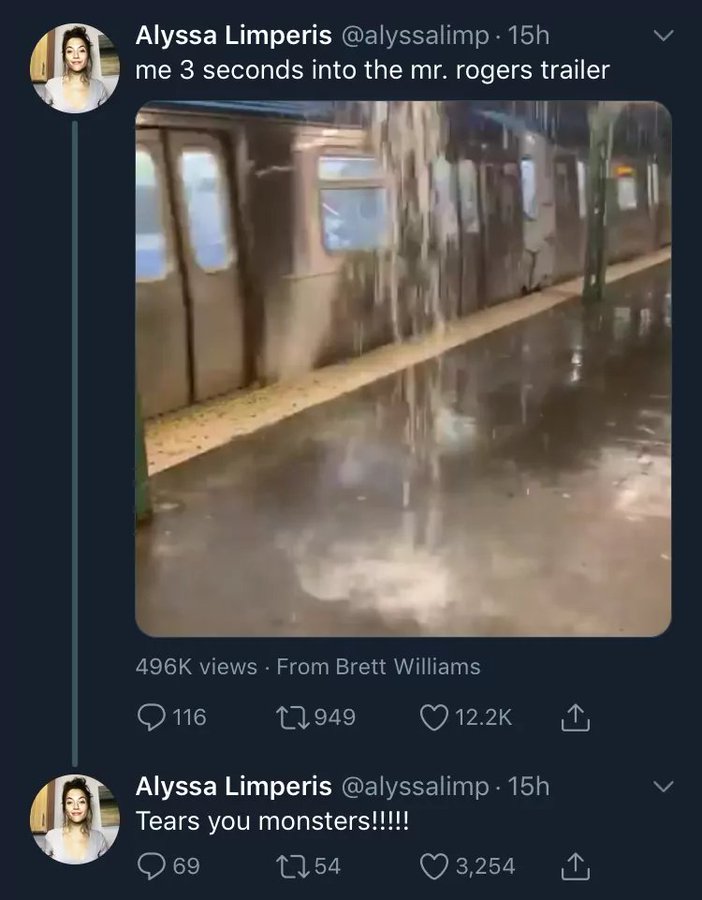 Alyssa Limperis @alyssalimp · 15h
me 3 seconds into the mr. rogers trailer
496K views · From Brett Williams
116 949 12.2K
Alyssa Limperis @alyssalimp · 15h
Tears you monsters!!!!!
69 54 3,254